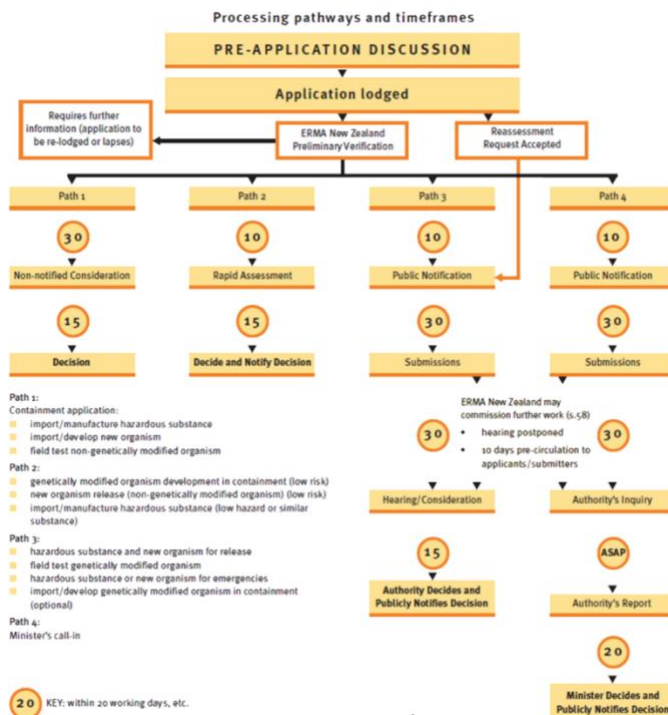 Processing pathways and timeframes
PRE-APPLICATION DISCUSSION
Application lodged
Requires further
information (application to
be re-lodged or lapses)
ERMA New Zealand
Preliminary Verification
Reassessment
Request Accepted
Path 1
Path 2
Path 3
Path 4
30
10
10
10
Non-notified Consideration
Rapid Assessment
Public Notification
Public Notification
15
15
30
30
Decision
Decide and Notify Decision
Submissions
Submissions
Path 1:
Containment application:
import/manufacture hazardous substance
import/develop new organism
field test non-genetically modified organism
Path 2:
genetically modified organism development in containment (low risk)
new organism release (non-genetically modified organism) (low risk)
import/manufacture hazardous substance (low hazard or similar
substance)
Path 3:
hazardous substance and new organism for release
field test genetically modified organism
hazardous substance or new organism for emergencies
import/develop genetically modified organism in containment
(optional)
Path 4:
Minister's call-in
ERMA New Zealand may
commission further work (s.58)
• hearing postponed
• 10 days pre-circulation to
applicants/submitters
30
30
Hearing/Consideration
Authority's Inquiry
15
ASAP
Authority Decides and
Publicly Notifies Decision
Authority's Report
20
Minister Decides and
Publicly Notifies Decision
20 KEY: within 20 working days, etc.